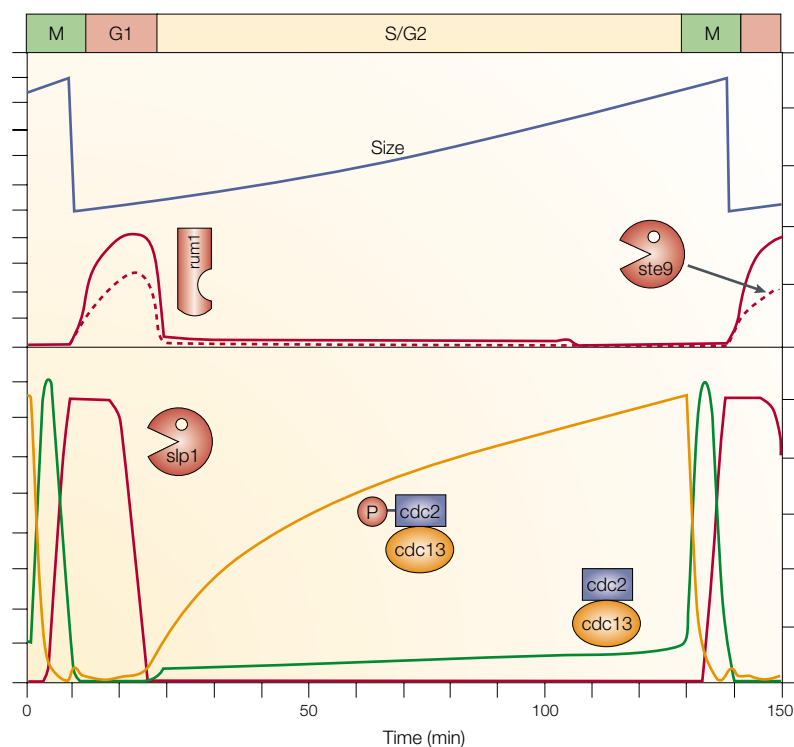 M
G1
S/G2
M
Size
rum1
ste9
slp1
P
cdc2
cdc13
cdc2
cdc13
0
50
100
150
Time (min)